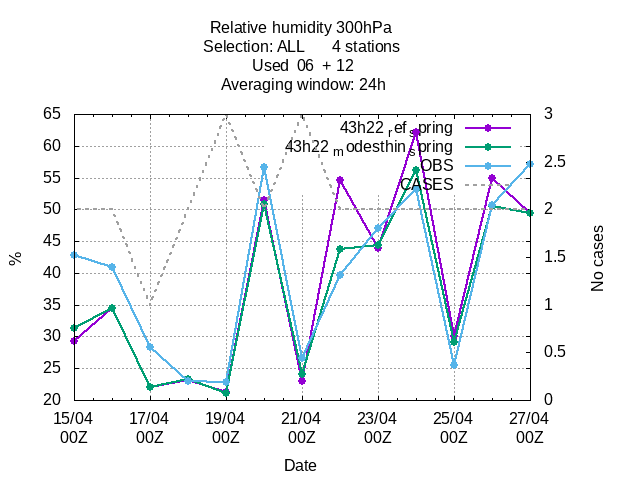 Relative humidity 300hPa
Selection: ALL 4 stations
Used 06 + 12
Averaging window: 24h
65
60
55
50
45
40
35
30
25
20
3
2.5
2
1.5
1
0.5
0
%
No cases
43h22 ref spring
43h22 modesthin spring
OBS
CASES
15/04 17/04 19/04 21/04 23/04 25/04 27/04
00Z 00Z 00Z 00Z 00Z 00Z 00Z
Date